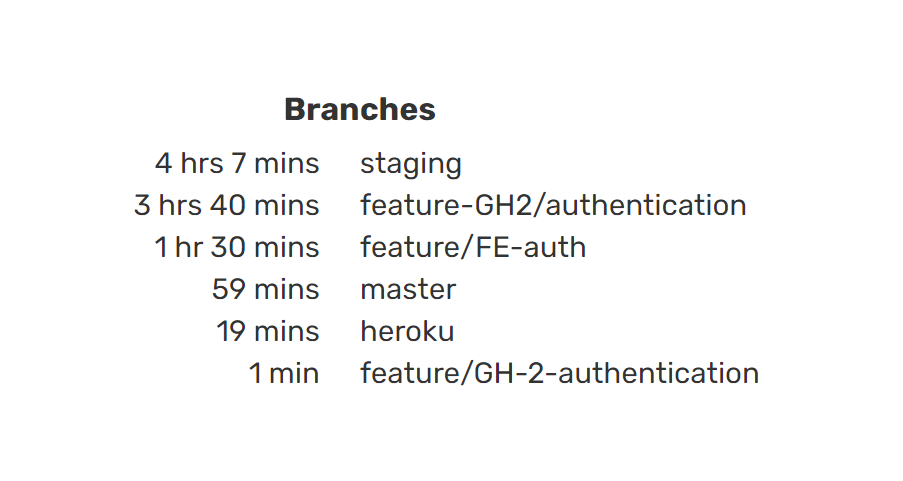 Branches
4 hrs 7 mins staging
3 hrs 40 mins feature-GH2/authentication
1 hr 30 mins feature/FE-auth
59 mins master
19 mins heroku
1 min feature/GH-2-authentication